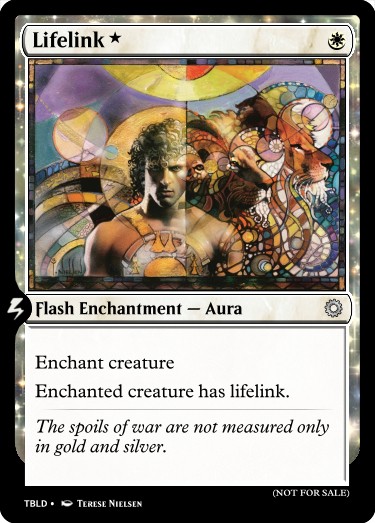 Lifelink ★
Flash Enchantment — Aura
Enchant creature
Enchanted creature has lifelink.
The spoils of war are not measured only
in gold and silver.
(NOT FOR SALE)
TBLD • Terese Nielsen